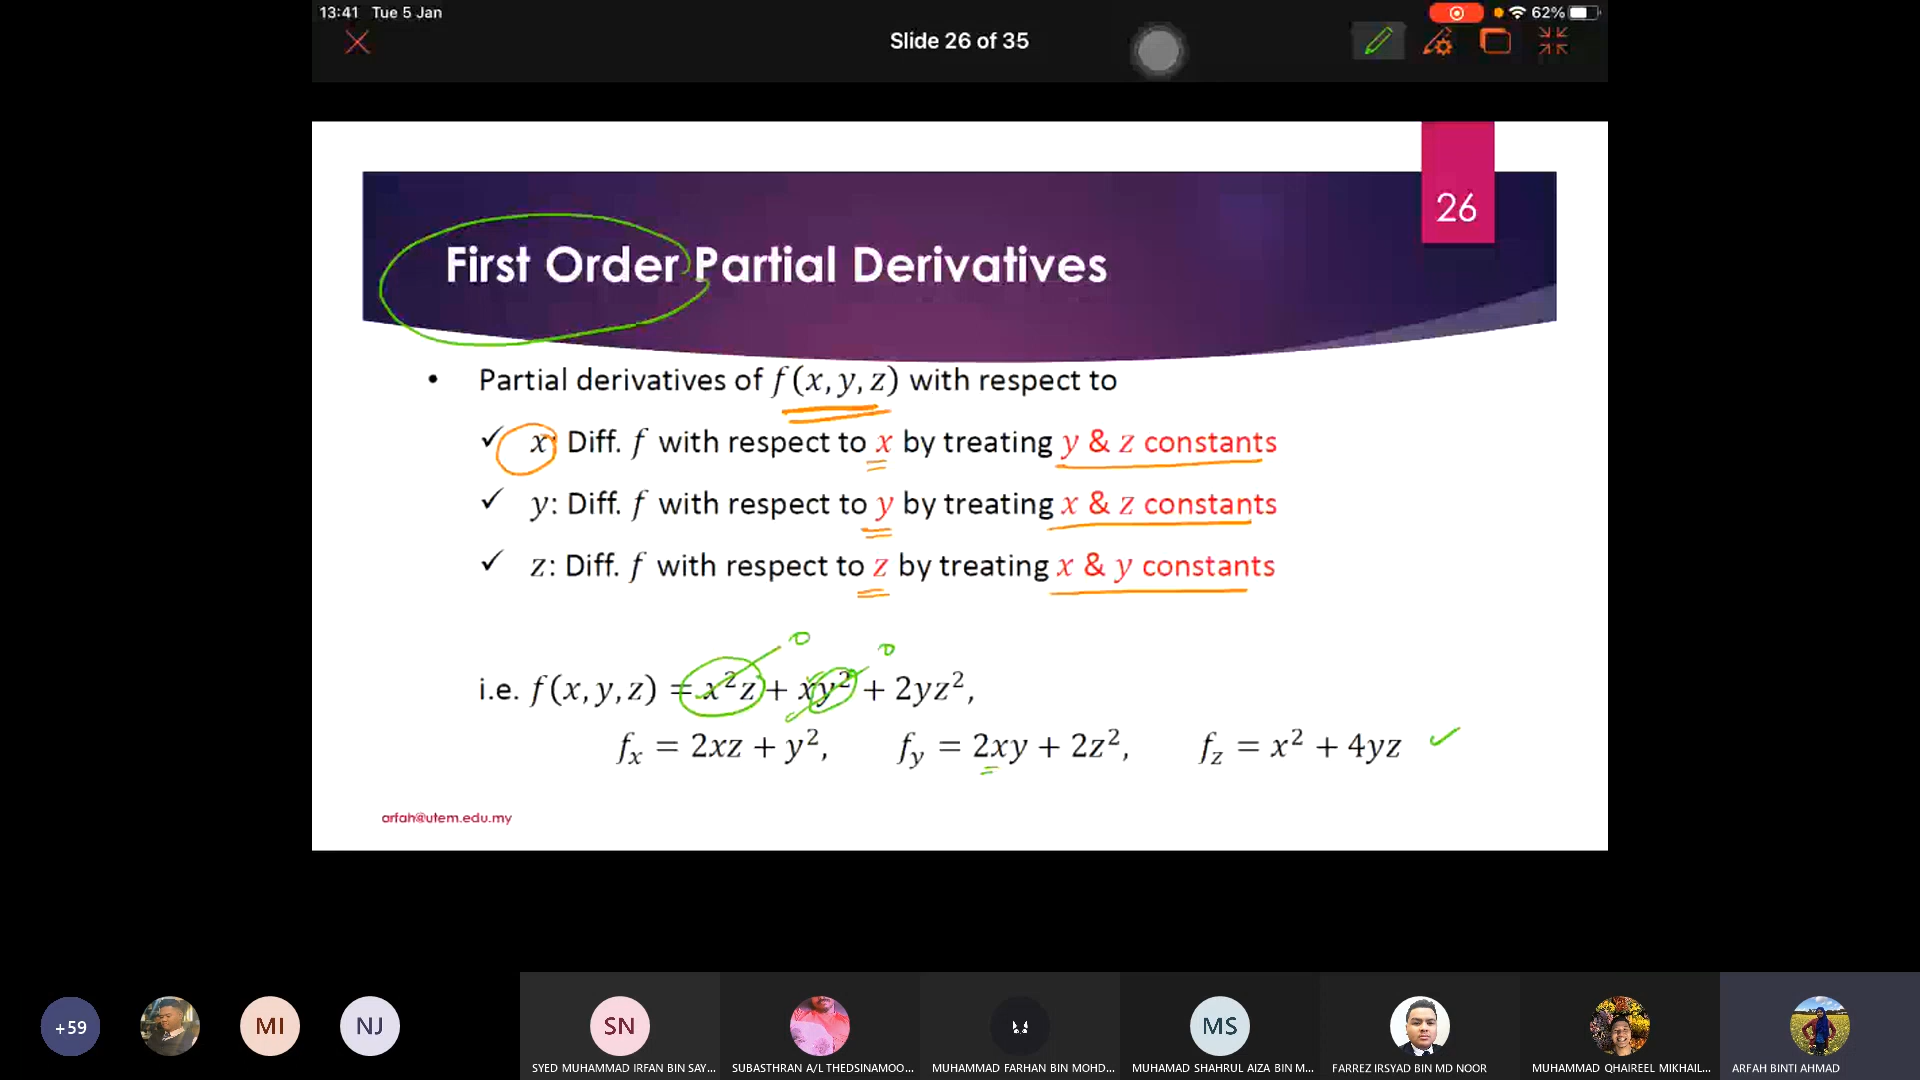 13:41 Tue 5 Jan
62%
Slide 26 of 35
26
First Order Partial Derivatives
• Partial derivatives of f(x, y, z) with respect to
✓ x: Diff. f with respect to x by treating y & z constants
✓ y: Diff. f with respect to y by treating x & z constants
✓ z: Diff. f with respect to z by treating x & y constants
0 0
i.e. f(x, y, z) = x²z + xy² + 2yz²,
fₓ = 2xz + y², f_y = 2xy + 2z², f_z = x² + 4yz
arfah@utem.edu.my
+59 MI NJ SN MS
SYED MUHAMMAD IRFAN BIN SAY... SUBASTHRAN A/L THEDSINAMOO... MUHAMMAD FARHAN BIN MOHD... MUHAMAD SHAHRUL AIZA BIN M... FARREZ IRSYAD BIN MD NOOR MUHAMMAD QHAIREEL MIKHAIL... ARFAH BINTI AHMAD